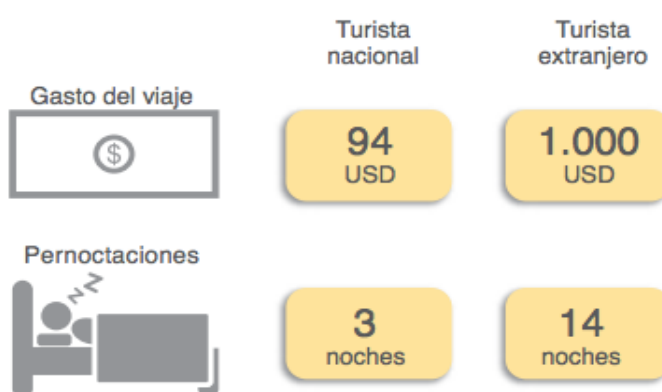 Turista
nacional
Turista
extranjero
Gasto del viaje
$
94
USD
1.000
USD
Pernoctaciones
z z Z
3
noches
14
noches